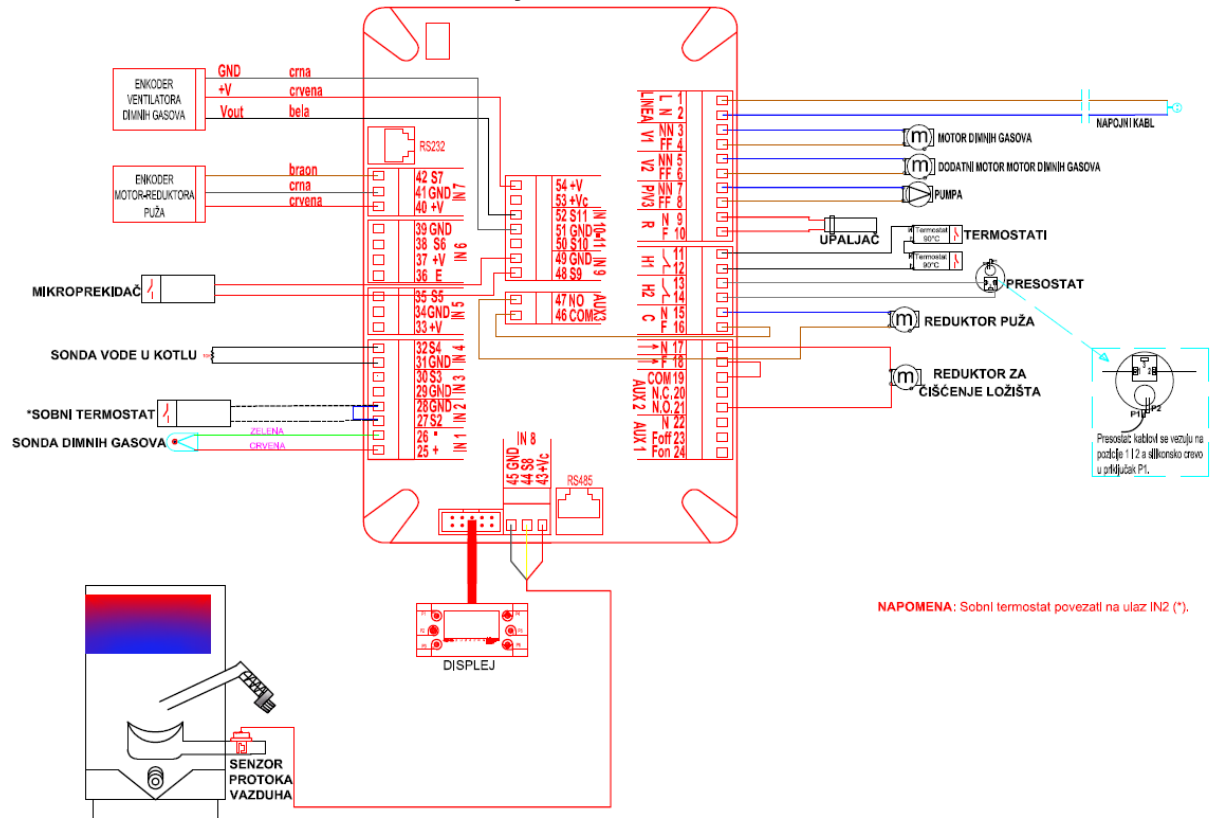 GND crna
+V crvena
Vout bela
ENKODER
VENTILATORA
DIMNIH GASOVA
braon
crna
crvena
ENKODER
MOTOR-REDUKTORA
PUŽA
MIKROPREKIDAČ
SONDA VODE U KOTLU
*SOBNI TERMOSTAT
SONDA DIMNIH GASOVA
ZELENA
CRVENA
RS232
42 S7
41 GND
40 +V
IN 7
39 GND
38 S6
37 +V
36 E
IN 6
35 S5
34 GND
33 +V
IN 5
32 S4
31 GND
IN 4
30 S3
29 GND
IN 3
28 GND
27 S2
IN 2
26 -
25 +
IN 1
54 +V
53 +Vc
52 S11
51 GND
50 S10
IN 10-11
49 GND
48 S9
IN 9
47 NO
46 COM
AUX3
IN 8
45 GND
44 S8
43+Vc
RS485
LINEA
L 1
N 2
V1
NN 3
FF 4
V2
NN 5
FF 6
P/V3
NN 7
FF 8
R
N 9
F 10
H1
11
12
H2
13
14
C
N 15
F 16
N 17
F 18
AUX 2
COM 19
N.C. 20
N.O. 21
AUX 1
N 22
Foff 23
Fon 24
NAPOJNI KABL
m MOTOR DIMNIH GASOVA
m DODATNI MOTOR MOTOR DIMNIH GASOVA
PUMPA
UPALJAČ
Termostat
90°C
TERMOSTATI
Termostat
90°C
PRESOSTAT
m REDUKTOR PUŽA
m REDUKTOR ZA
ČIŠĆENJE LOŽIŠTA
3
1 2
P1 P2
Presostat: kablovi se vezuju na
pozicije 1 i 2 a silikonsko crevo
u priključak P1.
DISPLEJ
NAPOMENA: Sobni termostat povezati na ulaz IN2 (*).
SENZOR
PROTOKA
VAZDUHA